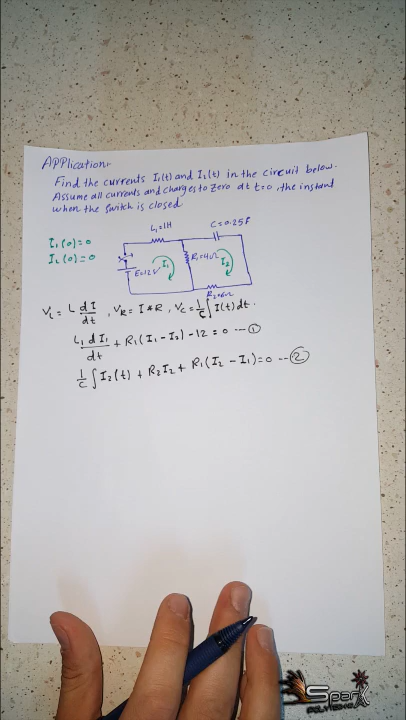 APPlication:-
Find the currents I₁(t) and I₂(t) in the circuit below.
Assume all currents and charges to zero at t=0, the instant
when the switch is closed
I₁(0)=0
I₂(0)=0
L₁=1H
C=0.25F
E=12V
I₁
R₁=4Ω
I₂
R₂=6Ω
V_L = L dI/dt , V_R = I * R , V_C = 1/C ∫ I(t) dt.
L₁ dI₁/dt + R₁(I₁ - I₂) - 12 = 0 --- ①
1/C ∫ I₂(t) + R₂I₂ + R₁(I₂ - I₁) = 0 -- ②
Spark